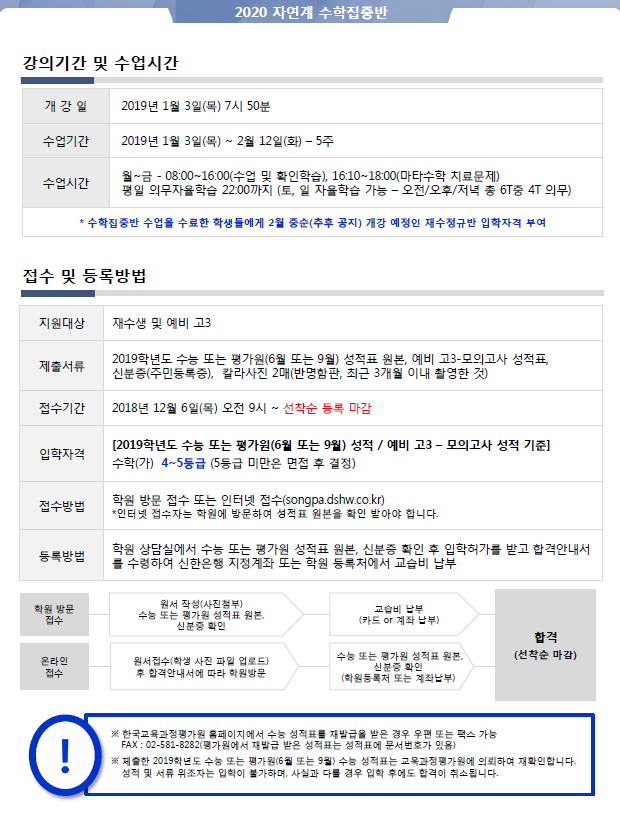 2020 자연계 수학집중반
강의기간 및 수업시간
개 강 일
2019년 1월 3일(목) 7시 50분
수업기간
2019년 1월 3일(목) ~ 2월 12일(화) – 5주
수업시간
월~금 - 08:00~16:00(수업 및 확인학습), 16:10~18:00(마타수학 치료문제)
평일 의무자율학습 22:00까지 (토, 일 자율학습 가능 – 오전/오후/저녁 총 6T중 4T 의무)
* 수학집중반 수업을 수료한 학생들에게 2월 중순(추후 공지) 개강 예정인 재수정규반 입학자격 부여
접수 및 등록방법
지원대상
재수생 및 예비 고3
제출서류
2019학년도 수능 또는 평가원(6월 또는 9월) 성적표 원본, 예비 고3-모의고사 성적표,
신분증(주민등록증), 칼라사진 2매(반명함판, 최근 3개월 이내 촬영한 것)
접수기간
2018년 12월 6일(목) 오전 9시 ~ 선착순 등록 마감
입학자격
[2019학년도 수능 또는 평가원(6월 또는 9월) 성적 / 예비 고3 – 모의고사 성적 기준]
수학(가) 4~5등급 (5등급 미만은 면접 후 결정)
접수방법
학원 방문 접수 또는 인터넷 접수(songpa.dshw.co.kr)
*인터넷 접수자는 학원에 방문하여 성적표 원본을 확인 받아야 합니다.
등록방법
학원 상담실에서 수능 또는 평가원 성적표 원본, 신분증 확인 후 입학허가를 받고 합격안내서
를 수령하여 신한은행 지정계좌 또는 학원 등록처에서 교습비 납부
학원 방문
접수
원서 작성(사진첨부)
수능 또는 평가원 성적표 원본,
신분증 확인
교습비 납부
(카드 or 계좌 납부)
합격
(선착순 마감)
온라인
접수
원서접수(학생 사진 파일 업로드)
후 합격안내서에 따라 학원방문
수능 또는 평가원 성적표 원본,
신분증 확인
(학원등록처 또는 계좌납부)
!
※ 한국교육과정평가원 홈페이지에서 수능 성적표를 재발급을 받은 경우 우편 또는 팩스 가능
FAX : 02-581-8282(평가원에서 재발급 받은 성적표는 성적표에 문서번호가 있음)
※ 제출한 2019학년도 수능 또는 평가원(6월 또는 9월) 수능 성적표는 교육과정평가원에 의뢰하여 재확인합니다.
성적 및 서류 위조자는 입학이 불가하며, 사실과 다를 경우 입학 후에도 합격이 취소됩니다.